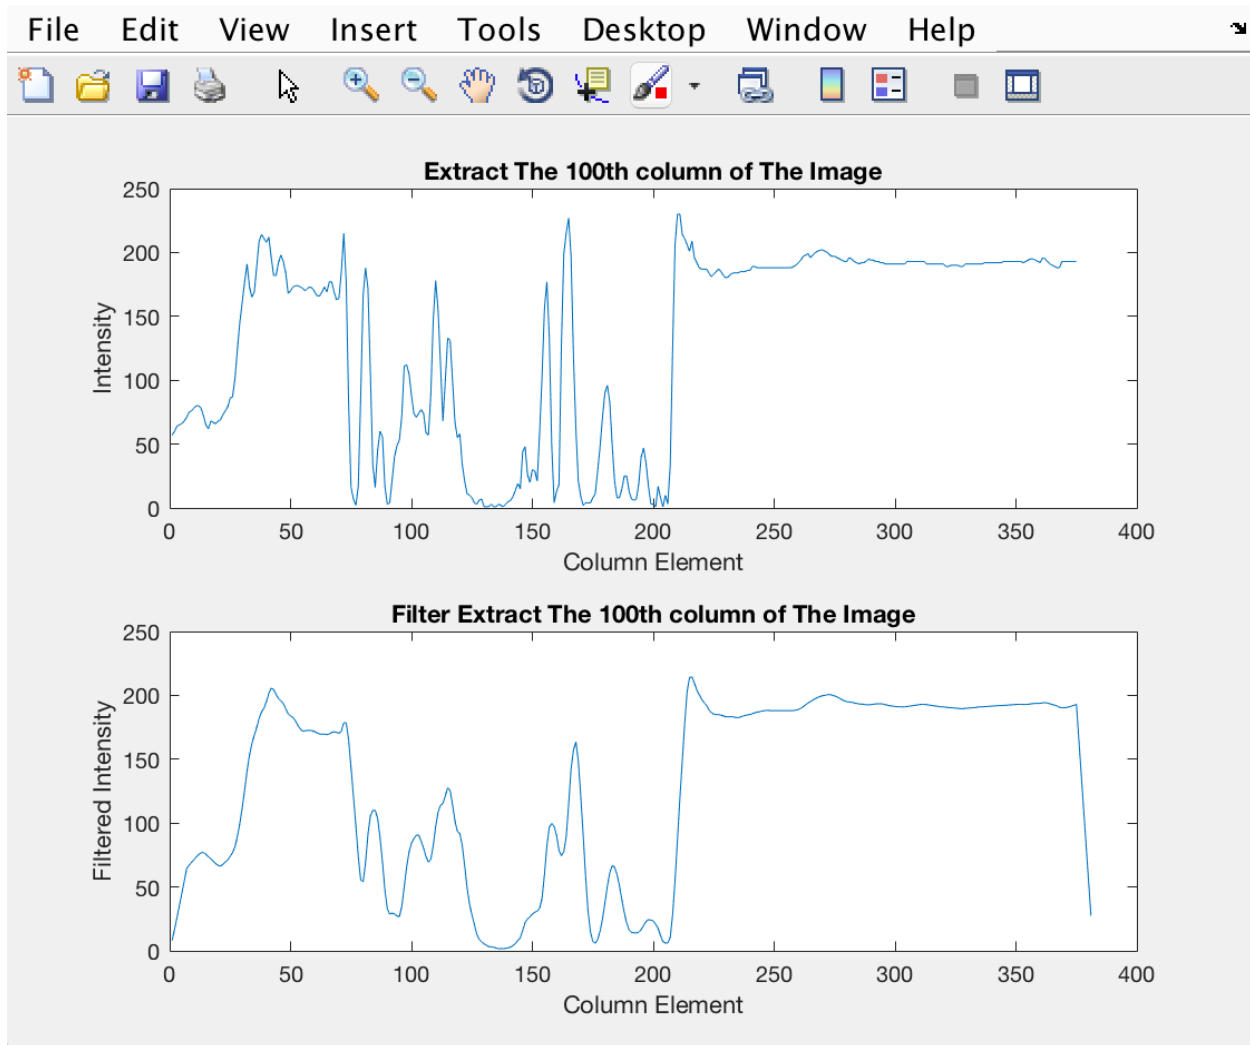 File Edit View Insert Tools Desktop Window Help
Extract The 100th column of The Image
250
200
150
100
50
0
Intensity
0 50 100 150 200 250 300 350 400
Column Element
Filter Extract The 100th column of The Image
250
200
150
100
50
0
Filtered Intensity
0 50 100 150 200 250 300 350 400
Column Element